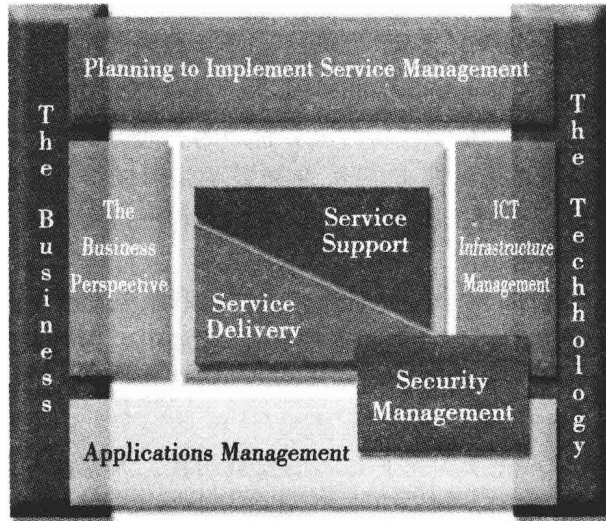 The Business
Planning to Implement Service Management
The
Business
Perspective
Service
Support
Service
Delivery
ICT
Infrastructure
Management
Security
Management
Applications Management
The Techhology